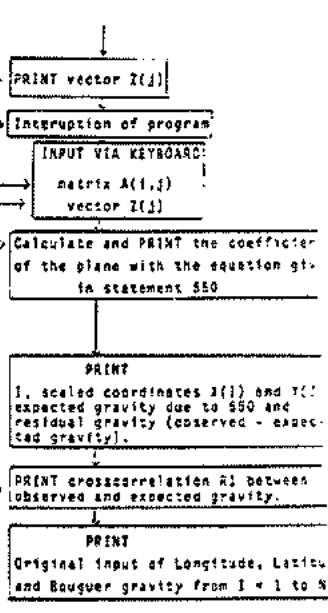 PRINT vector Z(j)
Interuption of program
INPUT VIA KEYBOARD:
matrix A(i,j)
vector Z(j)
Calculate and PRINT the coefficien
of the plane with the equation gi
in statement 550
PRINT
I, scaled coordinates X(I) and Y(I
expected gravity due to 550 and
residual gravity (observed - expec-
ted gravity).
PRINT crosscorrelation R1 between
observed and expected gravity.
PRINT
Original input of Longitude, Latitu
and Bouguer gravity from I = 1 to N